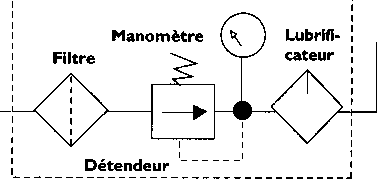 Manomètre
Lubrifi-
cateur
Filtre
Détendeur